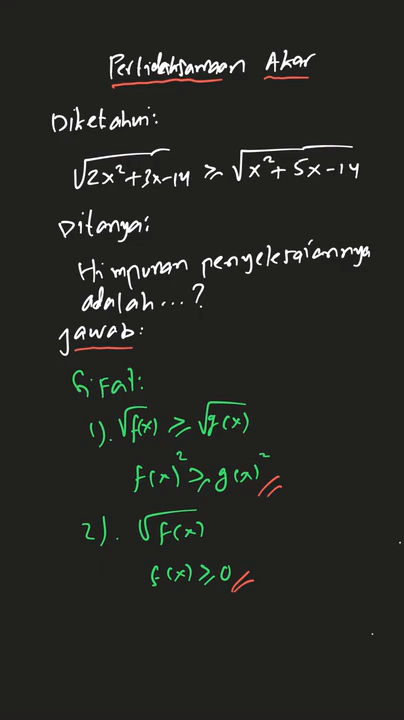 Pertidaksamaan Akar
Diketahui:
√2x²+3x-14 ≥ √x²+5x-14
Ditanya:
Himpunan penyelesaiannya
adalah...?
Jawab:
Sifat:
1). √f(x) ≥ √g(x)
f(x)² ≥ g(x)²
2). √f(x)
f(x) ≥ 0